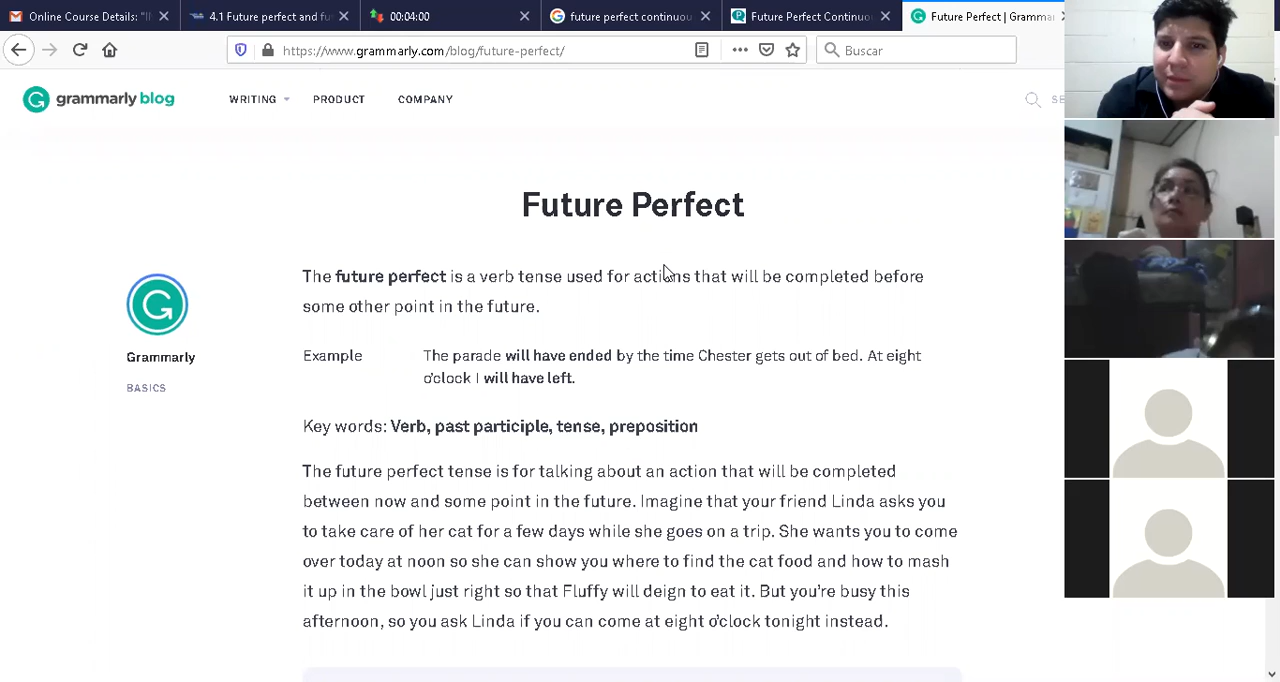 Online Course Details: "I
4.1 Future perfect and fu
00:04:00
future perfect continuou
Future Perfect Continuo
Future Perfect | Gramma
https://www.grammarly.com/blog/future-perfect/
Buscar
grammarly blog
WRITING
PRODUCT
COMPANY
SE
Future Perfect
The future perfect is a verb tense used for actions that will be completed before
some other point in the future.
Grammarly
BASICS
Example
The parade will have ended by the time Chester gets out of bed. At eight
o'clock I will have left.
Key words: Verb, past participle, tense, preposition
The future perfect tense is for talking about an action that will be completed
between now and some point in the future. Imagine that your friend Linda asks you
to take care of her cat for a few days while she goes on a trip. She wants you to come
over today at noon so she can show you where to find the cat food and how to mash
it up in the bowl just right so that Fluffy will deign to eat it. But you're busy this
afternoon, so you ask Linda if you can come at eight o'clock tonight instead.